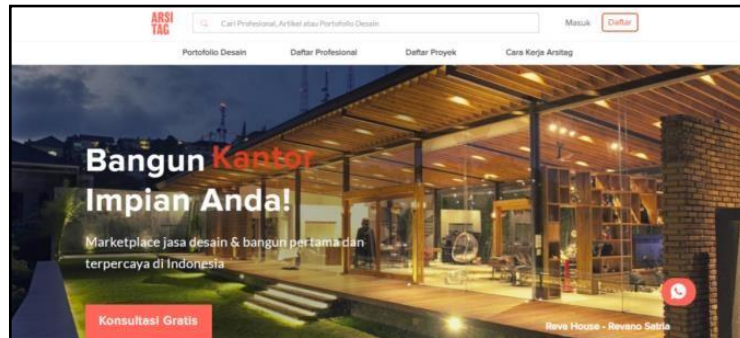 ARSI
TAG
Cari Profesional, Artikel atau Portofolio Desain
Masuk Daftar
Portofolio Desain Daftar Profesional Daftar Proyek Cara Kerja Arsitag
Bangun Kantor
Impian Anda!
Marketplace jasa desain & bangun pertama dan
terpercaya di Indonesia
Konsultasi Gratis
Reva House - Revano Satria